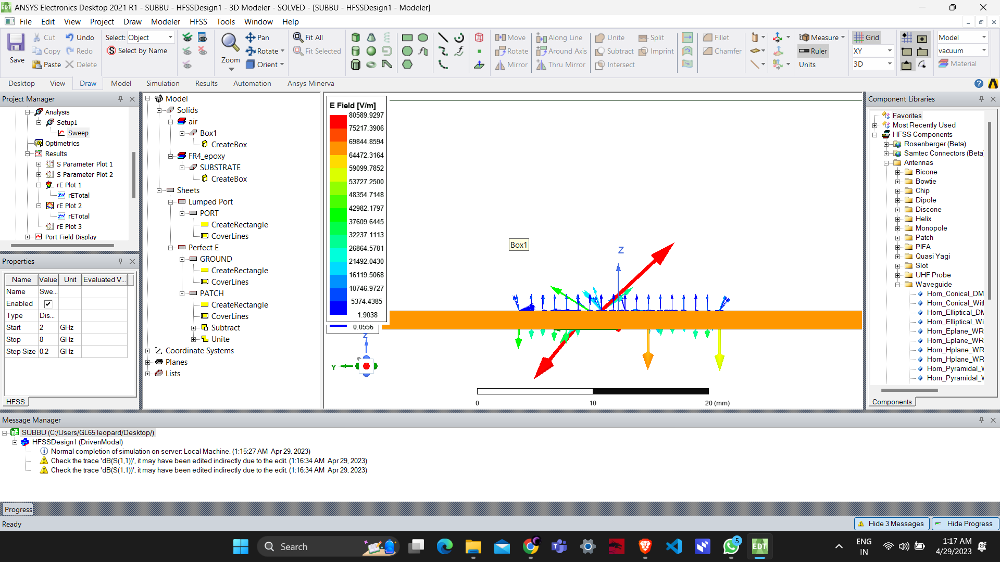 ANSYS Electronics Desktop 2021 R1 - SUBBU - HFSSDesign1 - 3D Modeler - SOLVED - [SUBBU - HFSSDesign1 - Modeler]
File Edit View Project Draw Modeler HFSS Tools Window Help
Save
Cut
Copy
Paste
Undo
Redo
Delete
Select: Object
Select by Name
Zoom
Pan
Rotate
Orient
Fit All
Fit Selected
Move
Rotate
Mirror
Along Line
Around Axis
Thru Mirror
Unite
Subtract
Intersect
Split
Imprint
Fillet
Chamfer
Measure
Ruler
Units
Grid
XY
3D
Model
vacuum
Material
Desktop View Draw Model Simulation Results Automation Ansys Minerva
Project Manager
Analysis
Setup1
Sweep
Optimetrics
Results
S Parameter Plot 1
S Parameter Plot 2
rE Plot 1
rETotal
rE Plot 2
rETotal
rE Plot 3
Port Field Display
Properties
Name Value Unit Evaluated V...
Name Swe...
Enabled
Type Dis...
Start 2 GHz
Stop 8 GHz
Step Size 0.2 GHz
HFSS
Model
Solids
air
Box1
CreateBox
FR4_epoxy
SUBSTRATE
CreateBox
Sheets
Lumped Port
PORT
CreateRectangle
CoverLines
Perfect E
GROUND
CreateRectangle
CoverLines
PATCH
CreateRectangle
CoverLines
Subtract
Unite
Coordinate Systems
Planes
Lists
E Field [V/m]
80589.9297
75217.3906
69844.8594
64472.3164
59099.7852
53727.2500
48354.7148
42982.1797
37609.6445
32237.1113
26864.5781
21492.0430
16119.5068
10746.9727
5374.4385
1.9038
0.0556
Z
Y
Box1
Z
0 10 20 (mm)
Component Libraries
Favorites
Most Recently Used
HFSS Components
Rosenberger (Beta)
Samtec Connectors (Beta
Antennas
Bicone
Bowtie
Chip
Dipole
Discone
Helix
Monopole
Patch
PIFA
Quasi Yagi
Slot
UHF Probe
Waveguide
Horn_Conical_DM
Horn_Conical_Wit
Horn_Elliptical_DM
Horn_Elliptical_Wi
Horn_Eplane_WR
Horn_Eplane_WR
Horn_Hplane_WR
Horn_Hplane_WR
Horn_Pyramidal_W
Horn_Pyramidal_V
Components
Message Manager
SUBBU (C:/Users/GL65 leopard/Desktop/)
HFSSDesign1 (DrivenModal)
Normal completion of simulation on server: Local Machine. (1:15:27 AM Apr 29, 2023)
Check the trace 'dB(S(1,1))', it may have been edited indirectly due to the edit. (1:16:34 AM Apr 29, 2023)
Check the trace 'dB(S(1,1))', it may have been edited indirectly due to the edit. (1:16:34 AM Apr 29, 2023)
Progress
Ready
Hide 3 Messages
Hide Progress
Search
5
EDT
ENG
IN
1:17 AM
4/29/2023